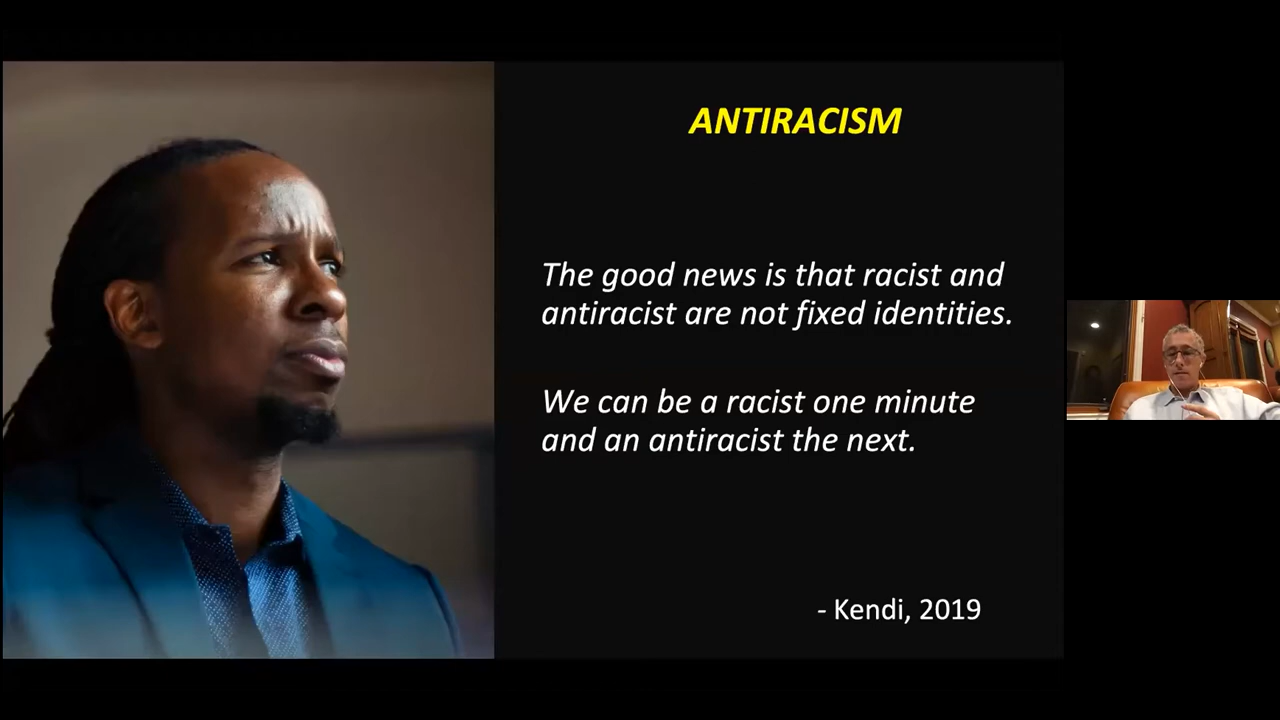 ANTIRACISM
The good news is that racist and
antiracist are not fixed identities.
We can be a racist one minute
and an antiracist the next.
- Kendi, 2019